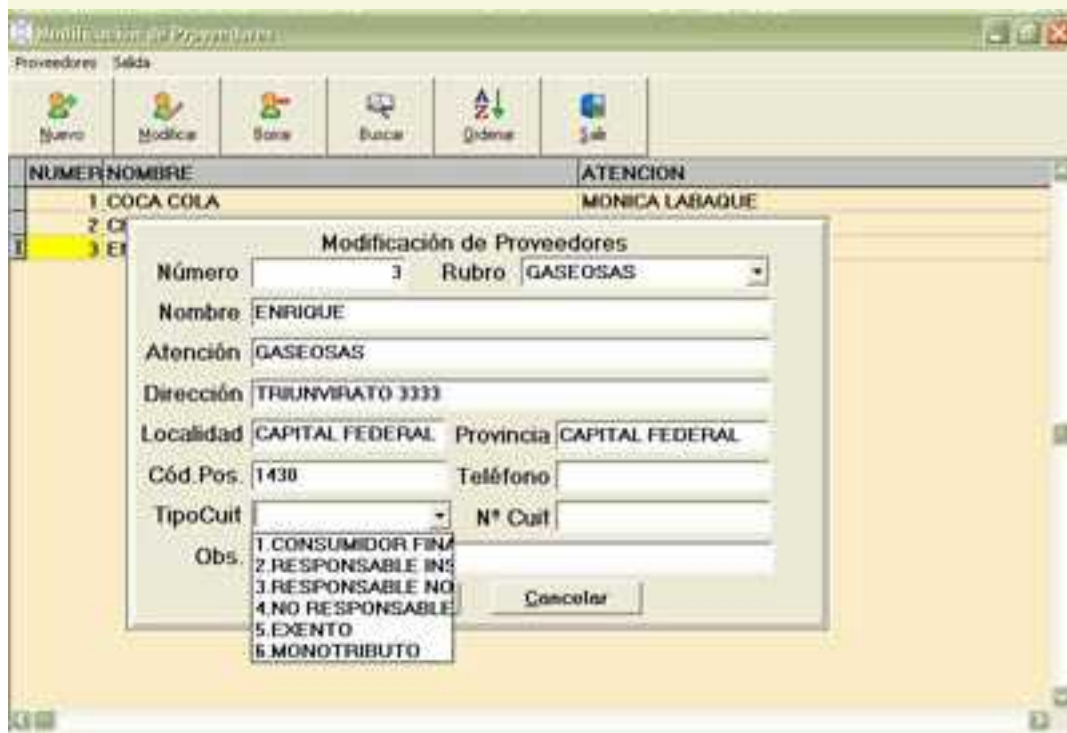 Modificación de Proveedores
Proveedores Salida
Nuevo Modificar Borrar Buscar Ordenar Salir
NUMER NOMBRE ATENCION
1 COCA COLA MONICA LABAQUE
2
3
Modificación de Proveedores
Número 3 Rubro GASEOSAS
Nombre ENRIQUE
Atención GASEOSAS
Dirección TRIUNVIRATO 3333
Localidad CAPITAL FEDERAL Provincia CAPITAL FEDERAL
Cód.Pos. 1430 Teléfono
TipoCuit Nº Cuit
1.CONSUMIDOR FINA
Obs. 2.RESPONSABLE INS
3.RESPONSABLE NO
4.NO RESPONSABLE
Cancelar
5.EXENTO
6.MONOTRIBUTO